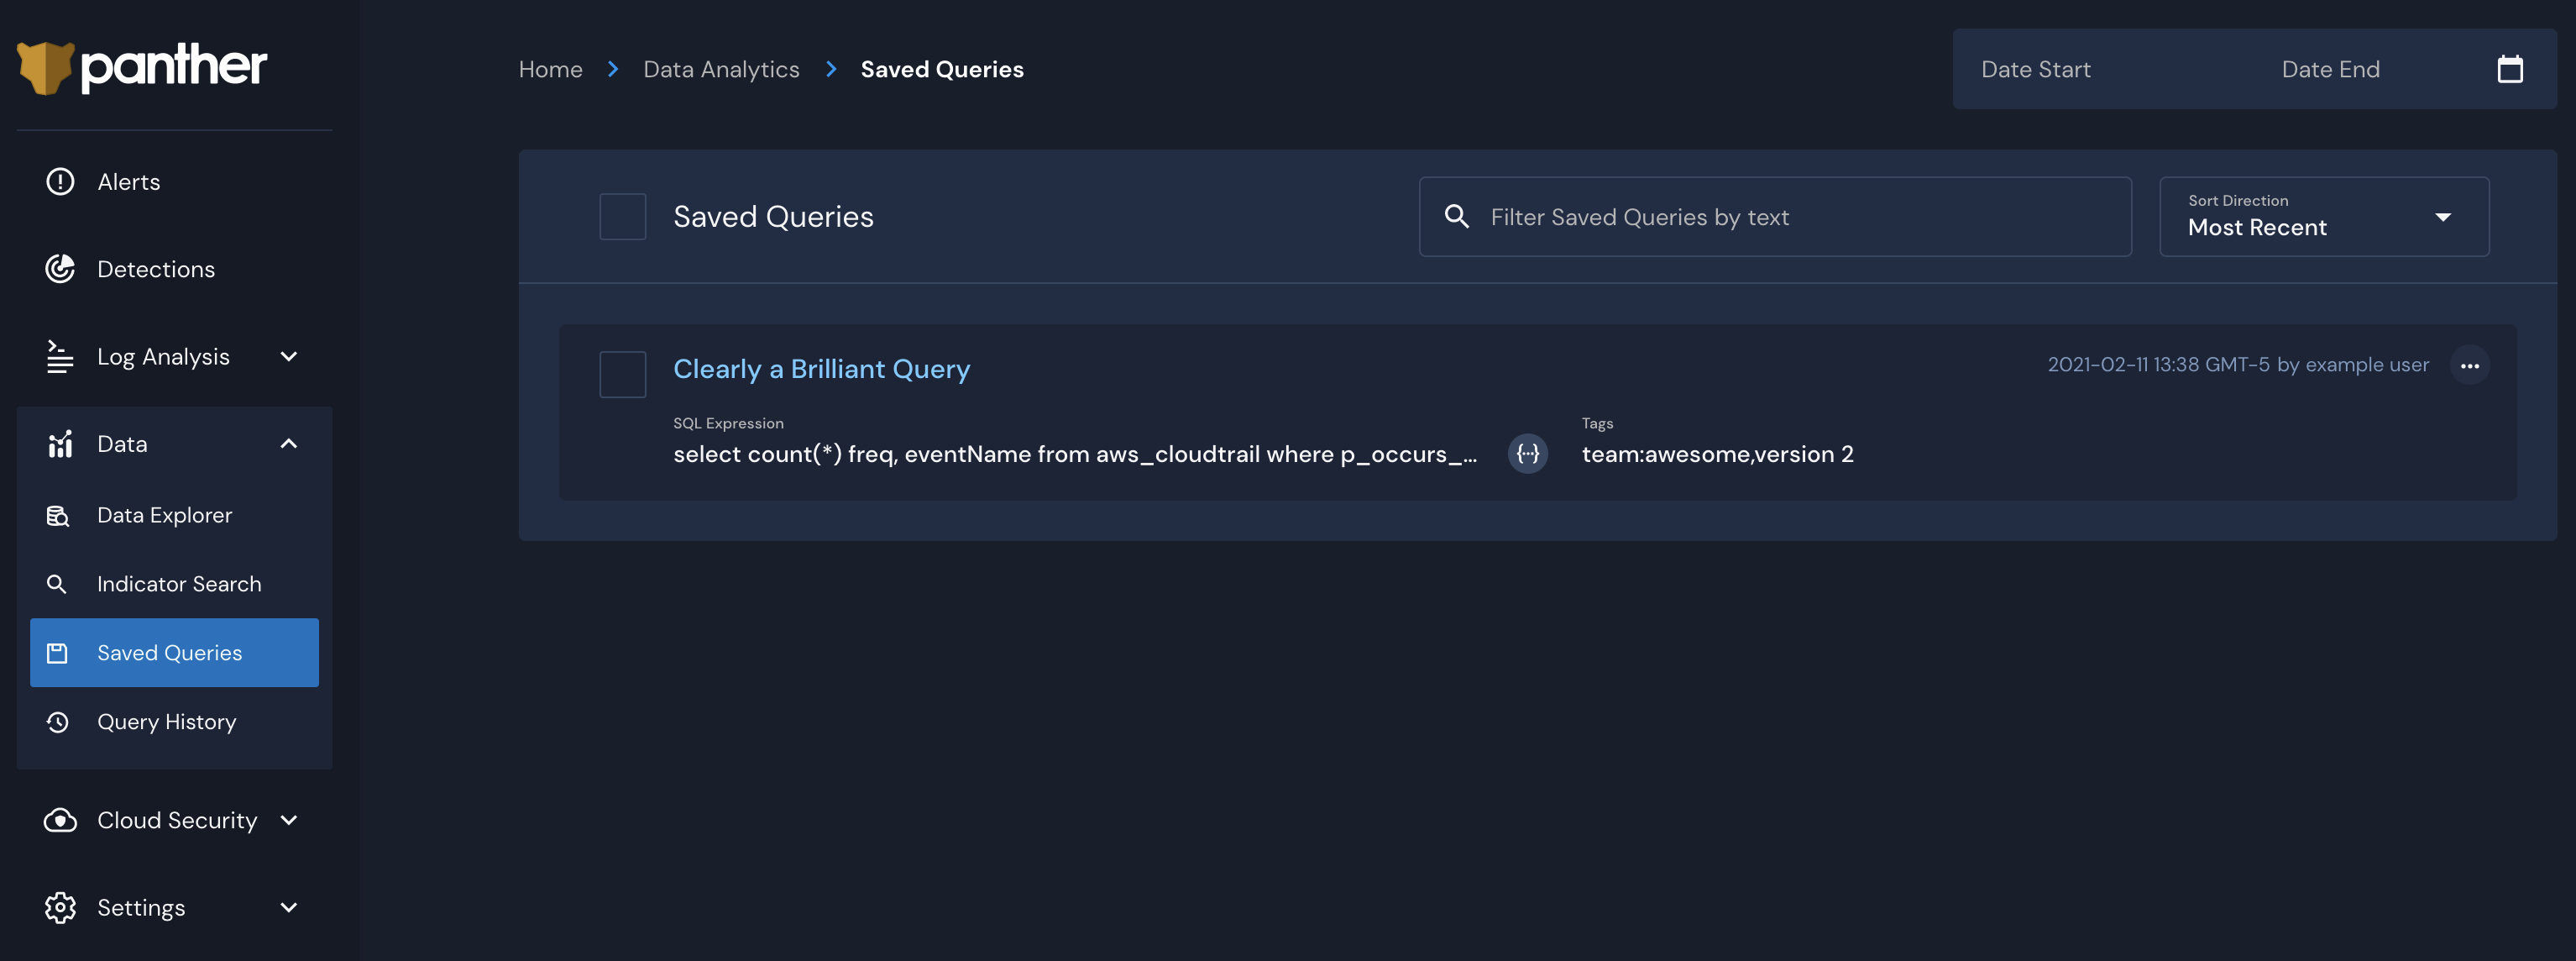 panther
Alerts
Detections
Log Analysis
Data
Data Explorer
Indicator Search
Saved Queries
Query History
Cloud Security
Settings
Home Data Analytics Saved Queries
Date Start Date End
Saved Queries
Filter Saved Queries by text
Sort Direction
Most Recent
Clearly a Brilliant Query
2021-02-11 13:38 GMT-5 by example user
SQL Expression
select count(*) freq, eventName from aws_cloudtrail where p_occurs_...
Tags
team:awesome,version 2